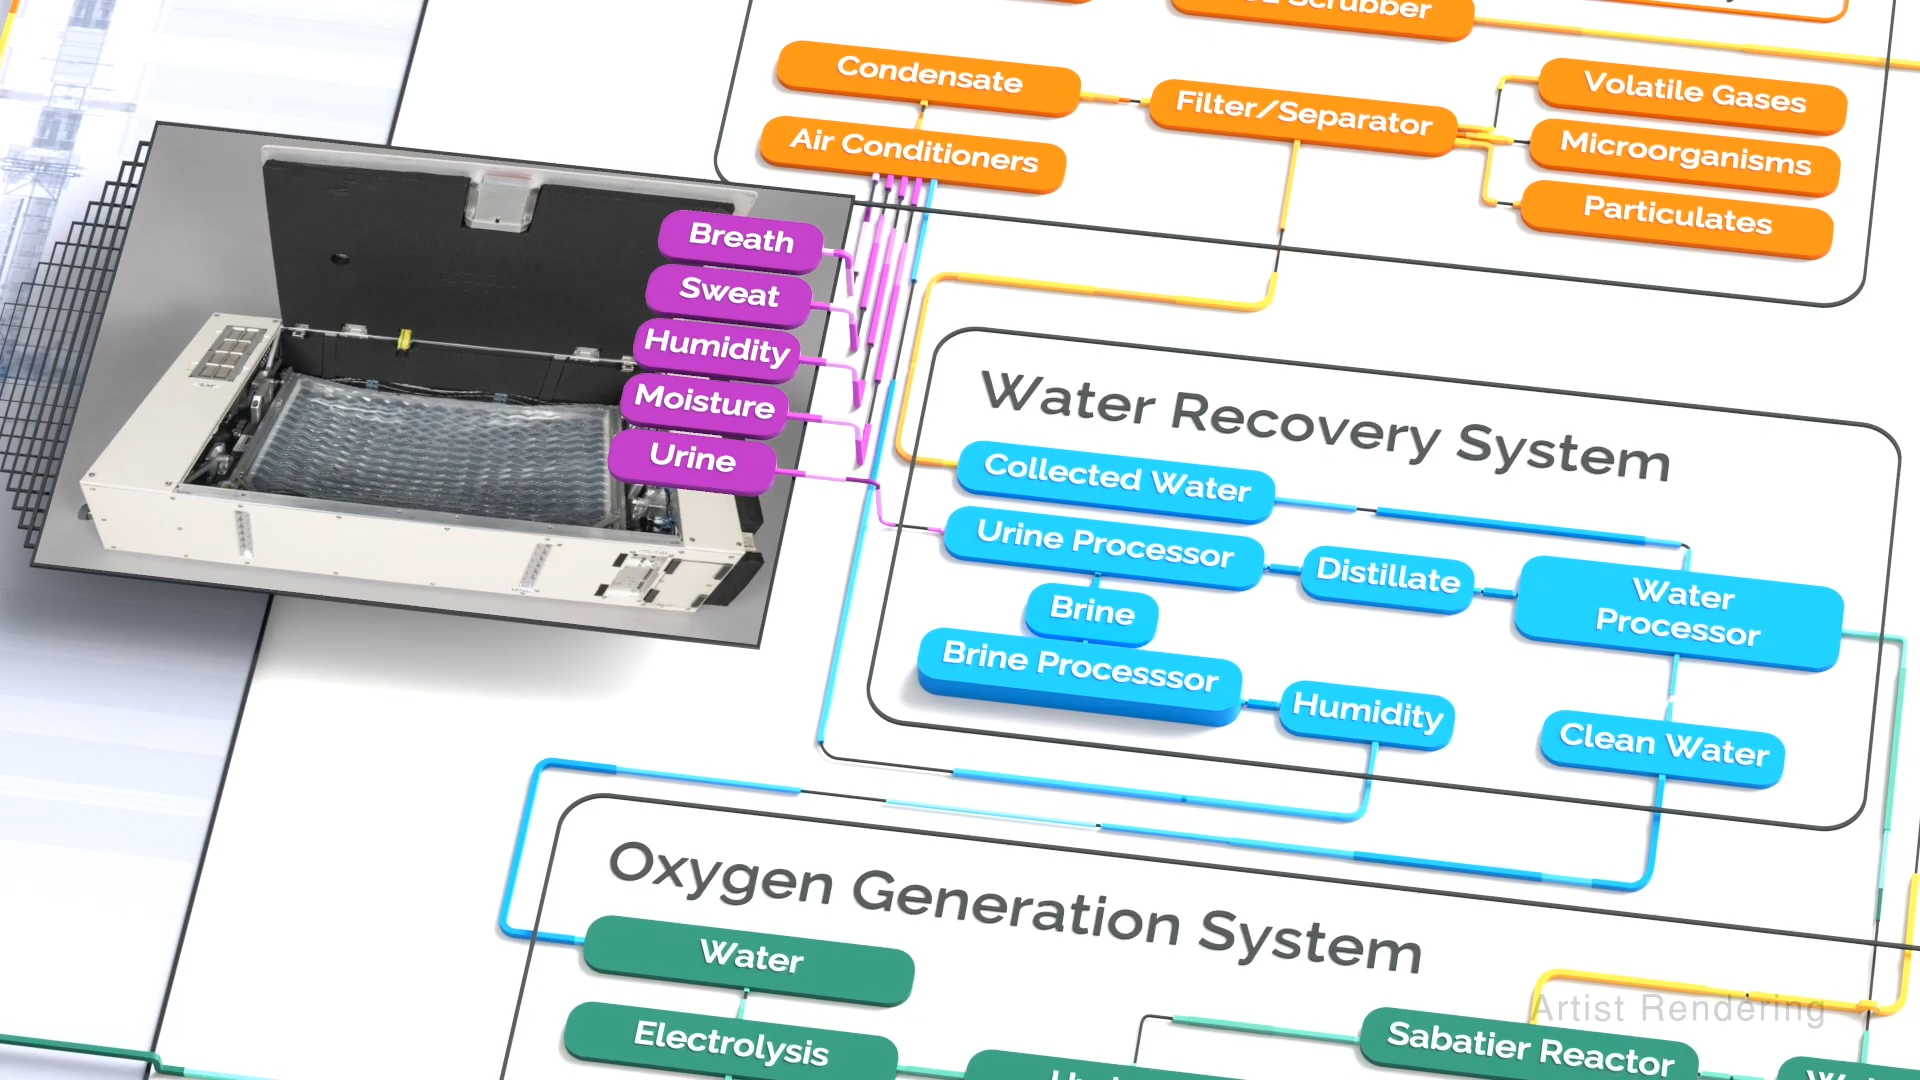 Scrubber
Condensate
Filter/Separator
Volatile Gases
Air Conditioners
Microorganisms
Particulates
Breath
Sweat
Humidity
Moisture
Urine
Water Recovery System
Collected Water
Urine Processor
Distillate
Water
Processor
Brine
Brine Processsor
Humidity
Clean Water
Oxygen Generation System
Water
Electrolysis
Sabatier Reactor
Artist Rendering